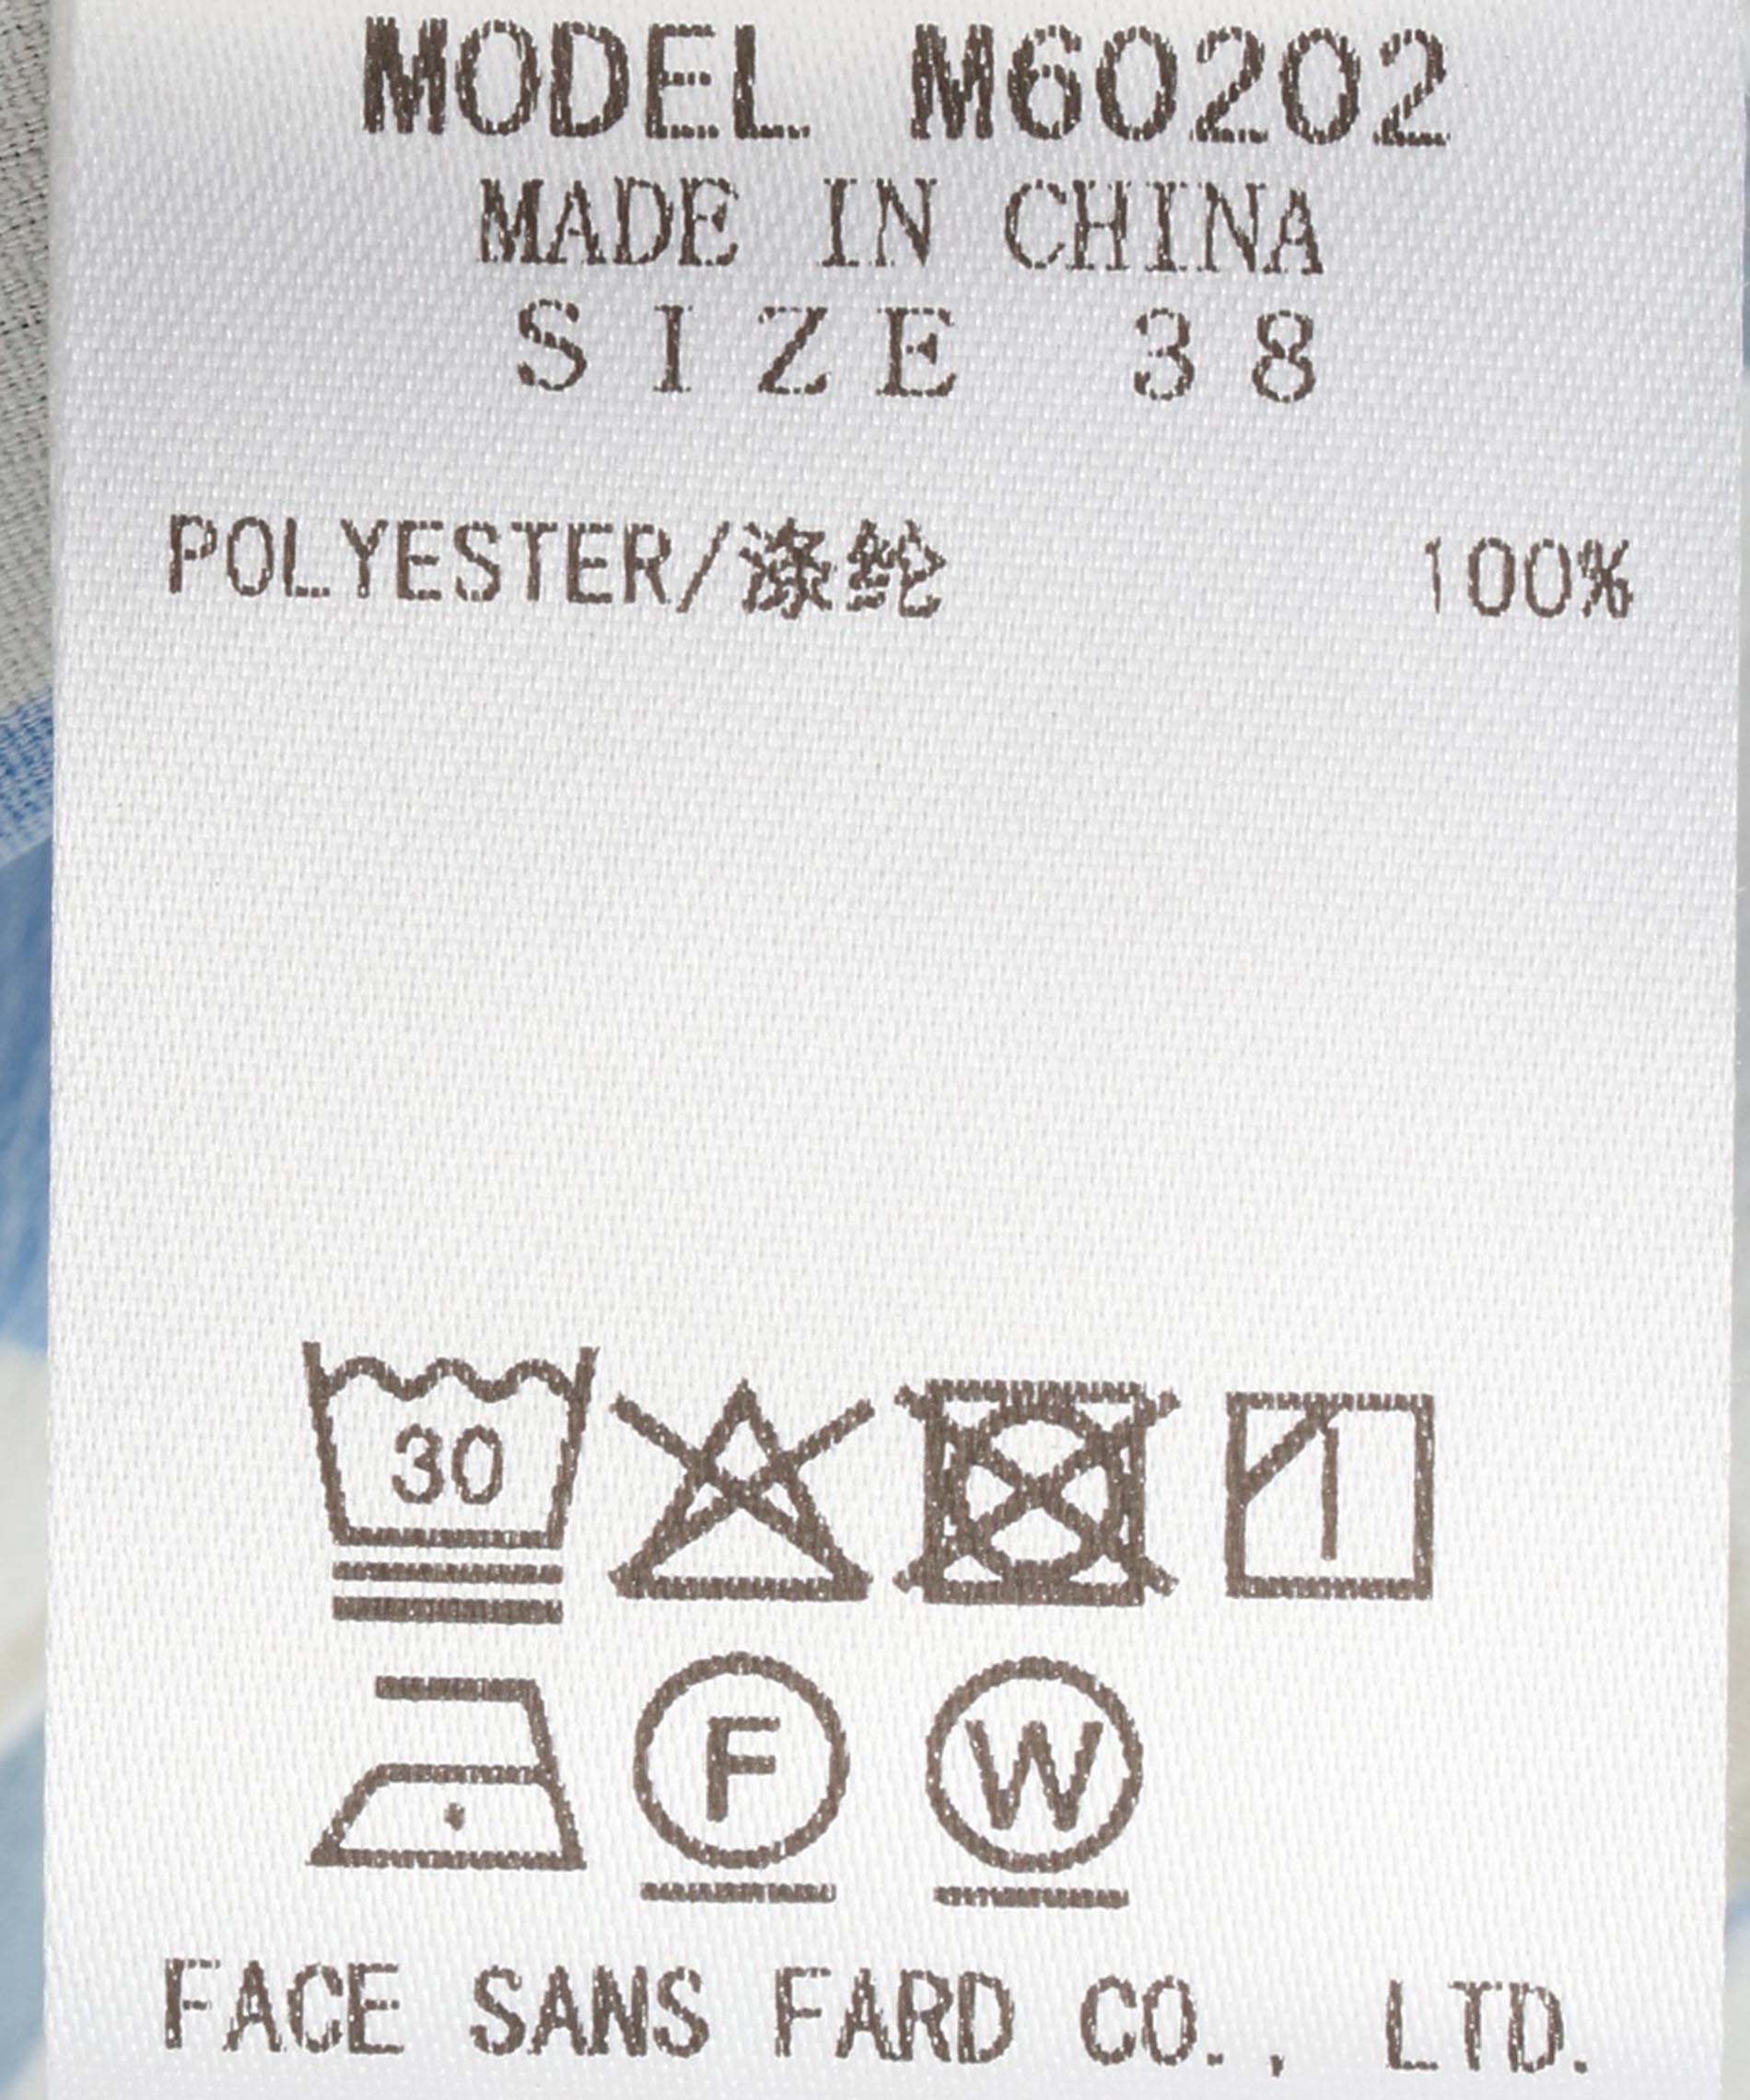 MODEL M60202
MADE IN CHINA
SIZE 38
POLYESTER/涤纶 100%
30
F W
FACE SANS FARD CO., LTD.